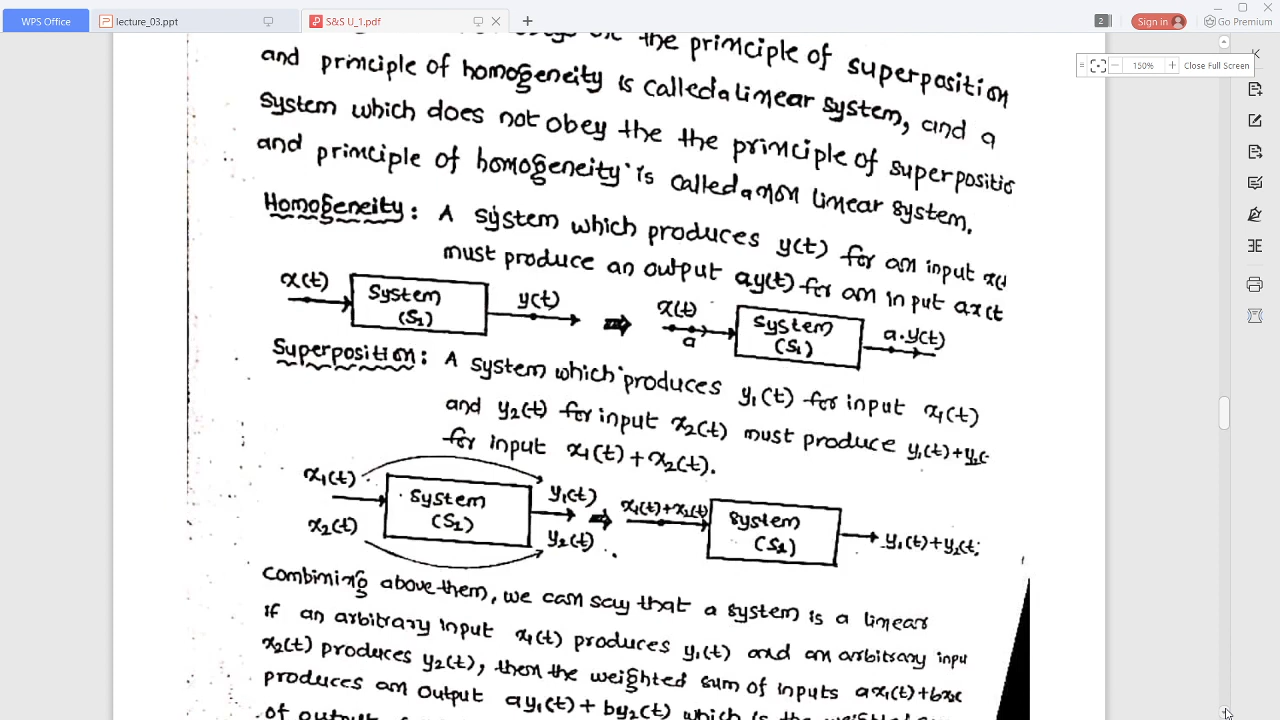 WPS Office
lecture_03.ppt
S&S U_1.pdf
2
Sign in
Go Premium
150%
Close Full Screen
the principle of superposition
and principle of homogeneity is called a linear system, and a
system which does not obey the the principle of superpositio
and principle of homogeneity is called a non linear system.
Homogeneity: A system which produces y(t) for an input x(t
must produce an output ay(t) for an input ax(t
x(t) System (S1) y(t) ⇒ x(t) a System (S1) a.y(t)
Superposition: A system which produces y1(t) for input x1(t)
and y2(t) for input x2(t) must produce y1(t)+y2(
for input x1(t)+x2(t).
x1(t) x2(t) System (S1) y1(t) y2(t) ⇒ x1(t)+x2(t) System (S1) y1(t)+y2(t)
Combining above them, we can say that a system is a linear
if an arbitrary input x1(t) produces y1(t) and an arbitrary inpu
x2(t) produces y2(t), then the weighted sum of inputs ax1(t)+bx2(
produces an output ay1(t)+by2(t) which is the